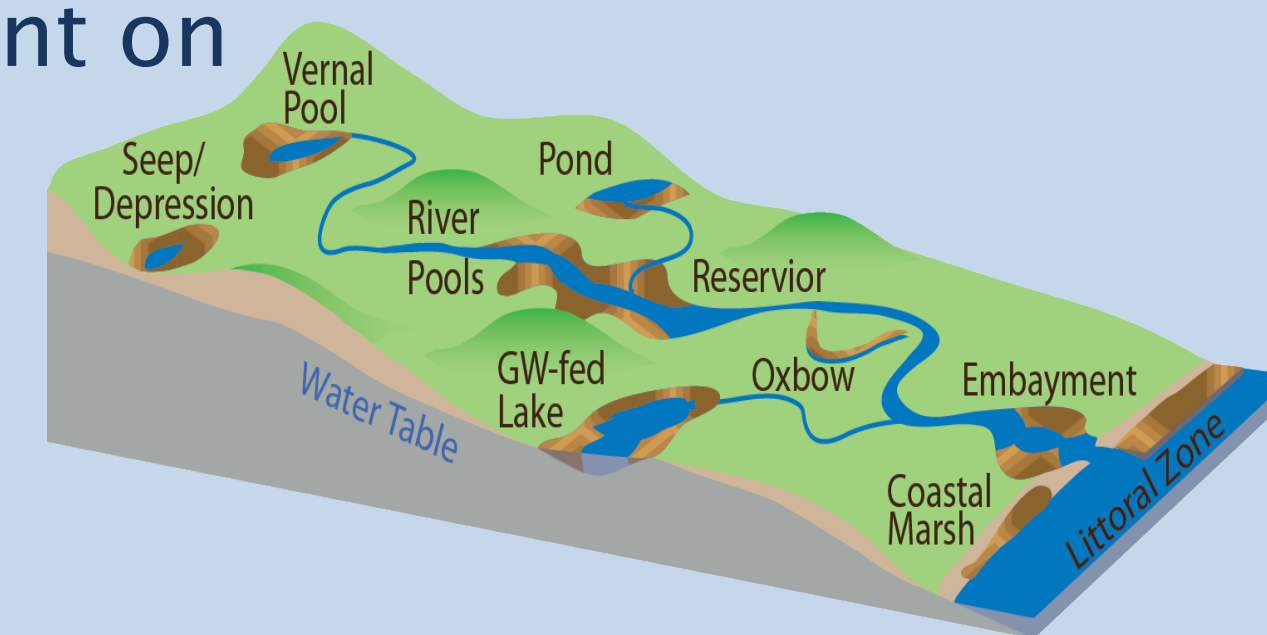 nt on
Vernal
Pool
Seep/
Depression
Pond
River
Pools
Reservior
GW-fed
Lake
Oxbow
Embayment
Water Table
Coastal
Marsh
Littoral Zone